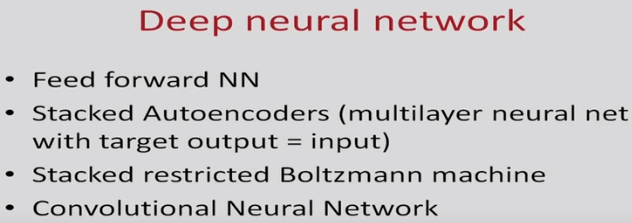 Deep neural network
• Feed forward NN
• Stacked Autoencoders (multilayer neural net
with target output = input)
• Stacked restricted Boltzmann machine
• Convolutional Neural Network